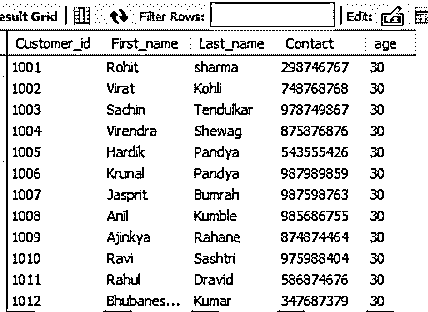 esult Grid Filter Rows: Edit:
Customer_id First_name Last_name Contact age
1001 Rohit sharma 298746767 30
1002 Virat Kohli 748768768 30
1003 Sachin Tendulkar 978749867 30
1004 Virendra Shewag 875876876 30
1005 Hardik Pandya 543555426 30
1006 Krunal Pandya 987989859 30
1007 Jasprit Bumrah 987598763 30
1008 Anil Kumble 985686755 30
1009 Ajinkya Rahane 874874464 30
1010 Ravi Sashtri 975988404 30
1011 Rahul Dravid 586874676 30
1012 Bhubanes... Kumar 347687379 30